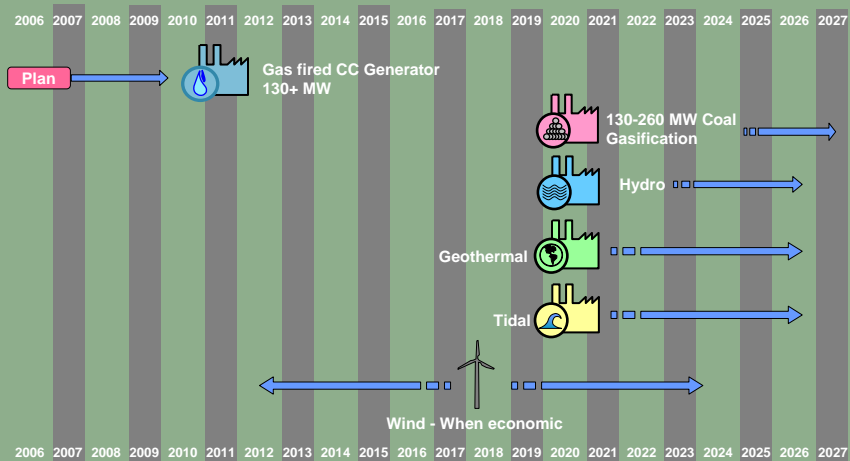 2006 2007 2008 2009 2010 2011 2012 2013 2014 2015 2016 2017 2018 2019 2020 2021 2022 2023 2024 2025 2026 2027
Plan
Gas fired CC Generator
130+ MW
130-260 MW Coal
Gasification
Hydro
Geothermal
Tidal
Wind - When economic
2006 2007 2008 2009 2010 2011 2012 2013 2014 2015 2016 2017 2018 2019 2020 2021 2022 2023 2024 2025 2026 2027